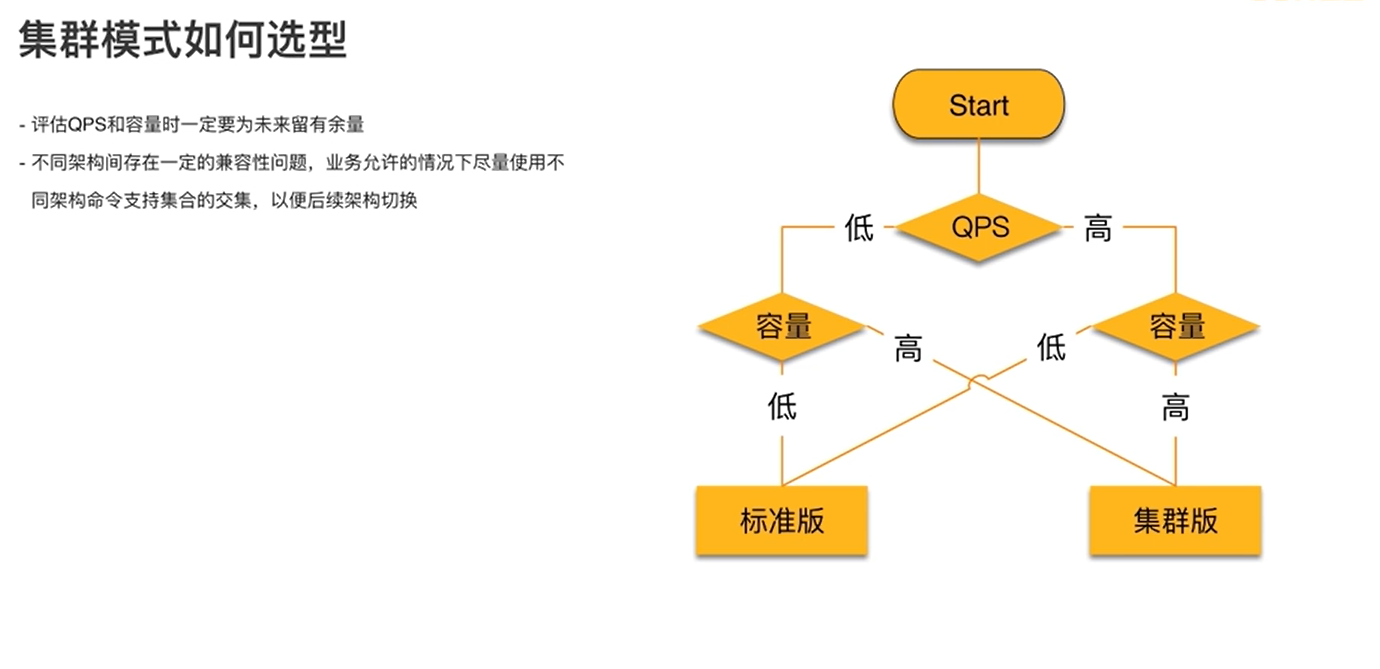 集群模式如何选型
- 评估QPS和容量时一定要为未来留有余量
- 不同架构间存在一定的兼容性问题，业务允许的情况下尽量使用不
同架构命令支持集合的交集，以便后续架构切换
Start
低
QPS
高
容量
容量
高
低
低
高
标准版
集群版